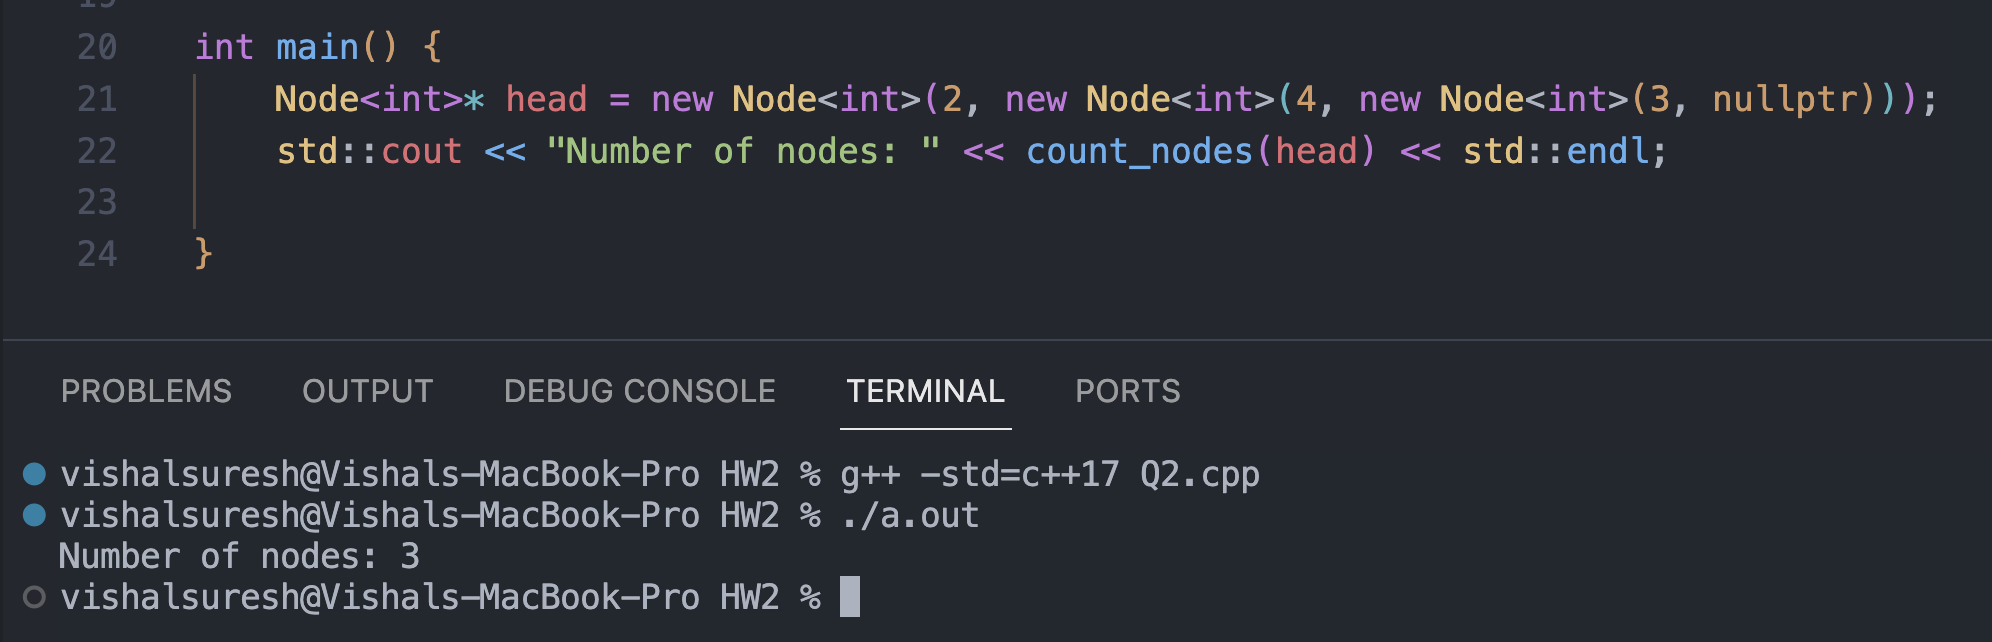 19
20 int main() {
21 Node<int>* head = new Node<int>(2, new Node<int>(4, new Node<int>(3, nullptr)));
22 std::cout << "Number of nodes: " << count_nodes(head) << std::endl;
23
24 }
PROBLEMS OUTPUT DEBUG CONSOLE TERMINAL PORTS
vishalsuresh@Vishals-MacBook-Pro HW2 % g++ -std=c++17 Q2.cpp
vishalsuresh@Vishals-MacBook-Pro HW2 % ./a.out
Number of nodes: 3
vishalsuresh@Vishals-MacBook-Pro HW2 %